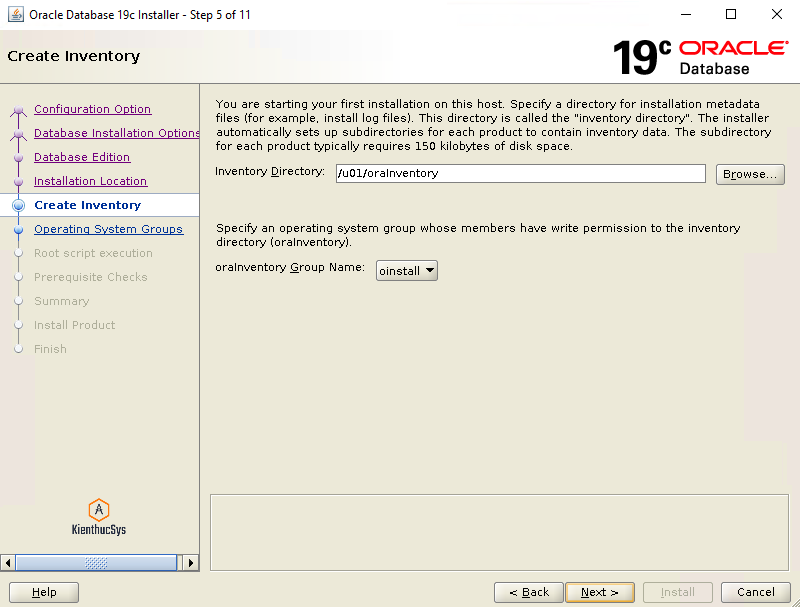 Oracle Database 19c Installer - Step 5 of 11
Create Inventory
19c ORACLE
Database
Configuration Option
Database Installation Options
Database Edition
Installation Location
Create Inventory
Operating System Groups
Root script execution
Prerequisite Checks
Summary
Install Product
Finish
You are starting your first installation on this host. Specify a directory for installation metadata
files (for example, install log files). This directory is called the "inventory directory". The installer
automatically sets up subdirectories for each product to contain inventory data. The subdirectory
for each product typically requires 150 kilobytes of disk space.
Inventory Directory: /u01/oraInventory Browse...
Specify an operating system group whose members have write permission to the inventory
directory (oraInventory).
oraInventory Group Name: oinstall
KienthucSys
Help < Back Next > Install Cancel